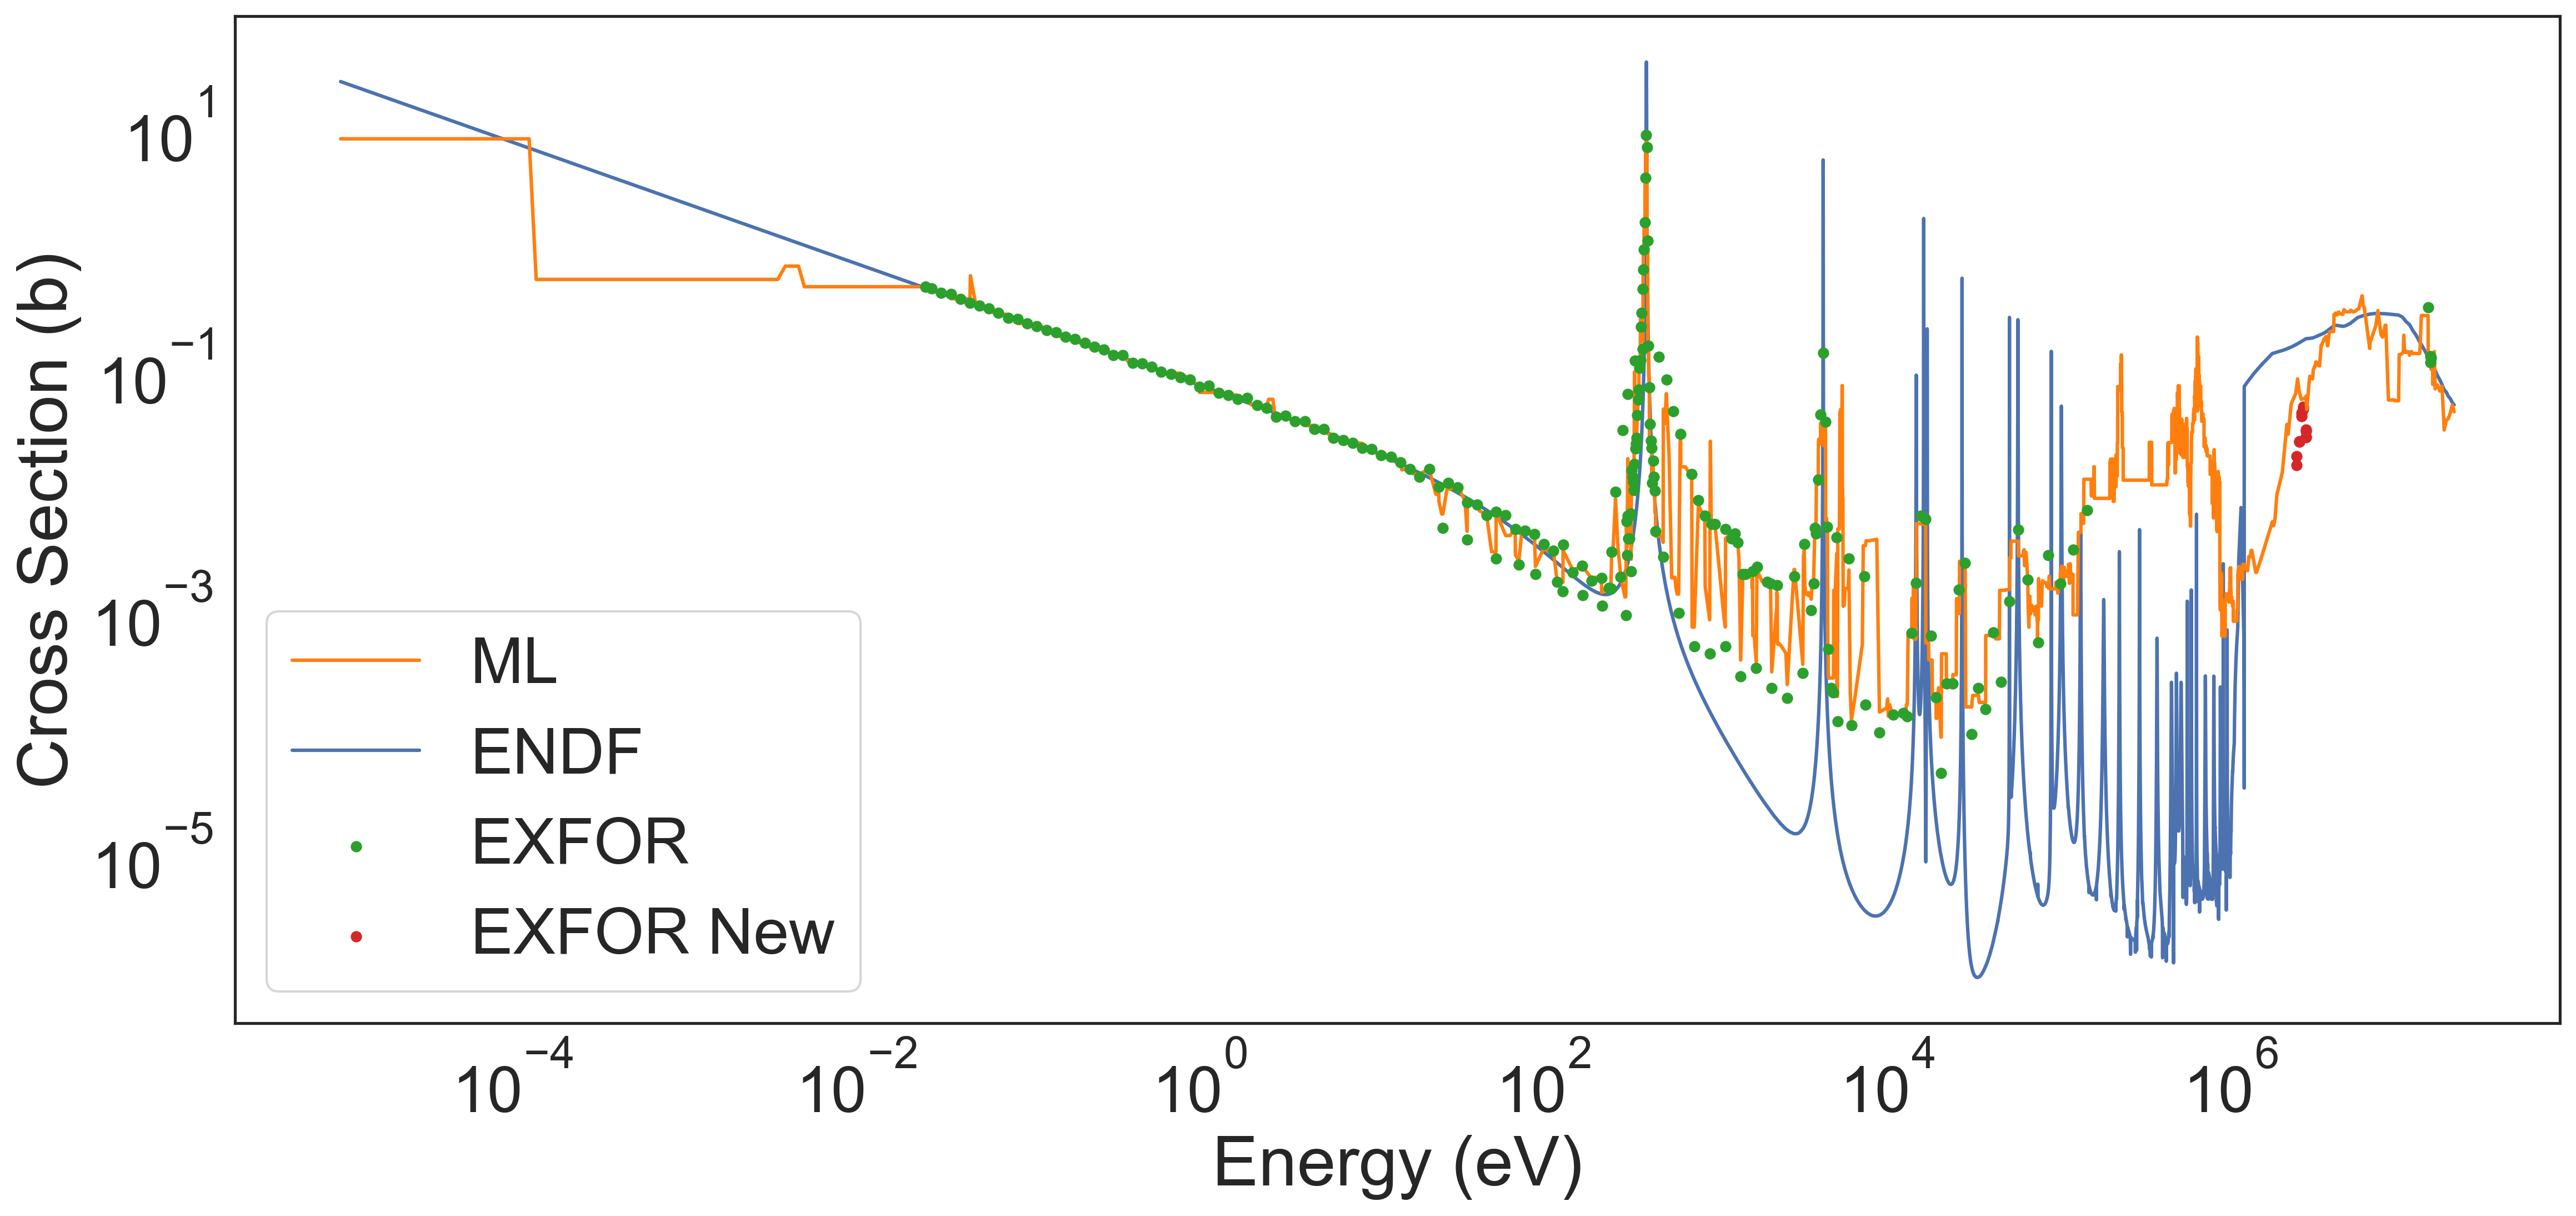 Cross Section (b)
10^1
10^−1
10^−3
10^−5
ML
ENDF
EXFOR
EXFOR New
10^−4 10^−2 10^0 10^2 10^4 10^6
Energy (eV)